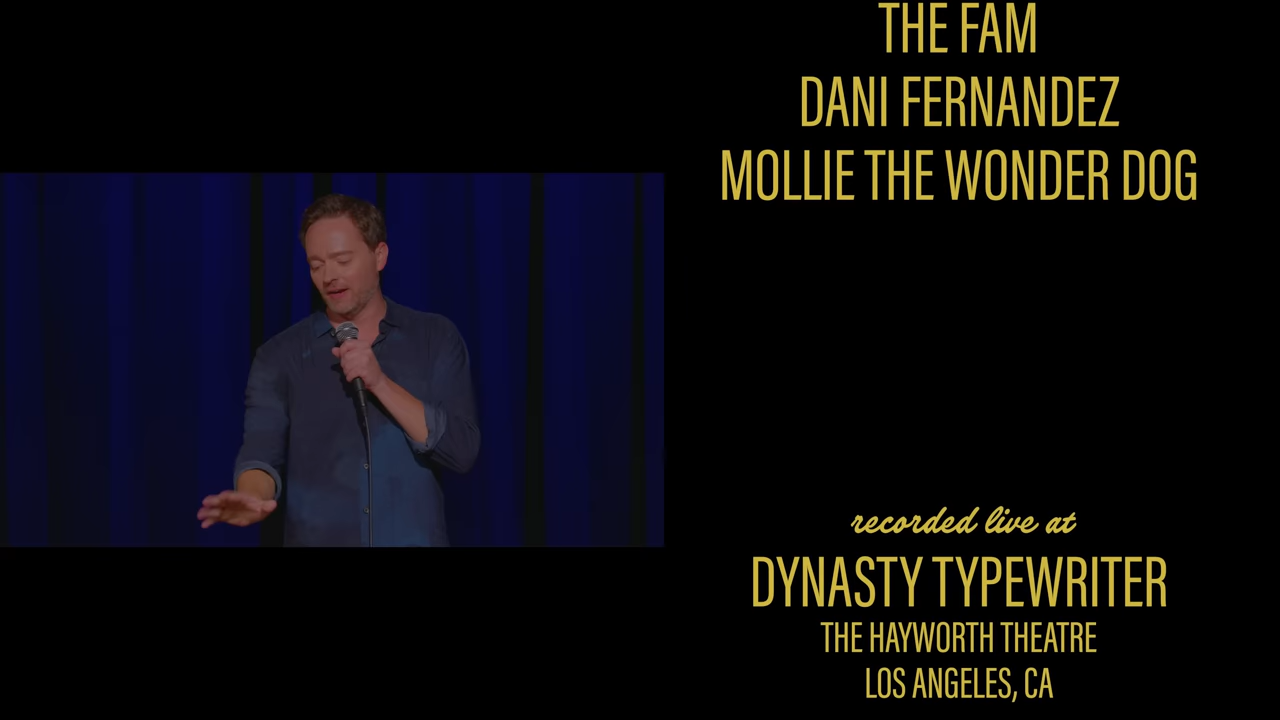 THE FAM
DANI FERNANDEZ
MOLLIE THE WONDER DOG
recorded live at
DYNASTY TYPEWRITER
THE HAYWORTH THEATRE
LOS ANGELES, CA